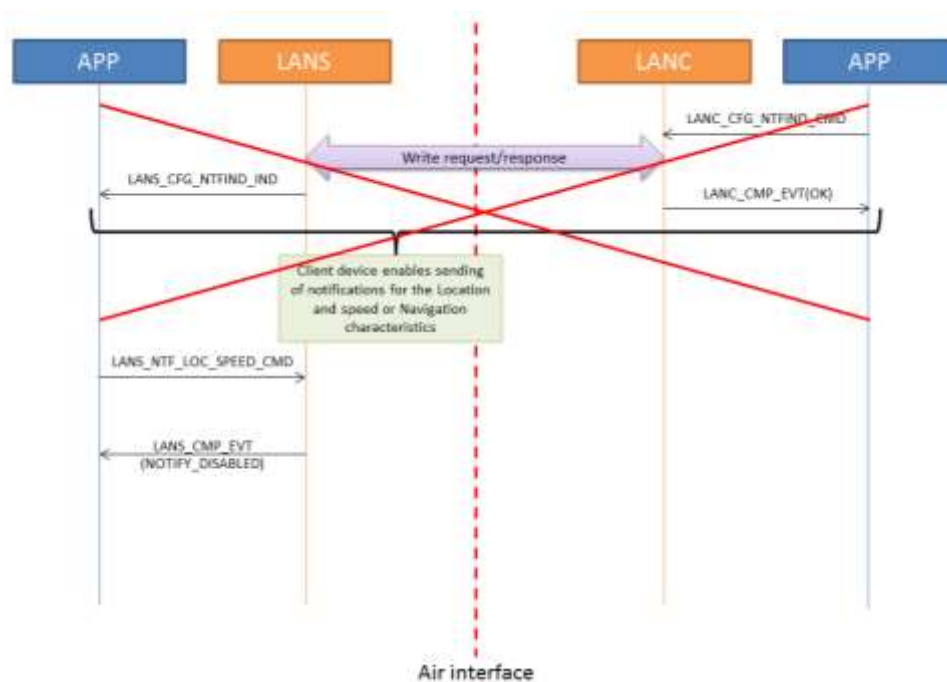 APP
LANS
LANC
APP
LANC_CFG_NTFIND_CMD
Write request/response
LANS_CFG_NTFIND_IND
LANC_CMP_EVT(OK)
Client device enables sending
of notifications for the Location
and speed or Navigation
characteristics
LANS_NTF_LOC_SPEED_CMD
LANS_CMP_EVT
(NOTIFY_DISABLED)
Air interface